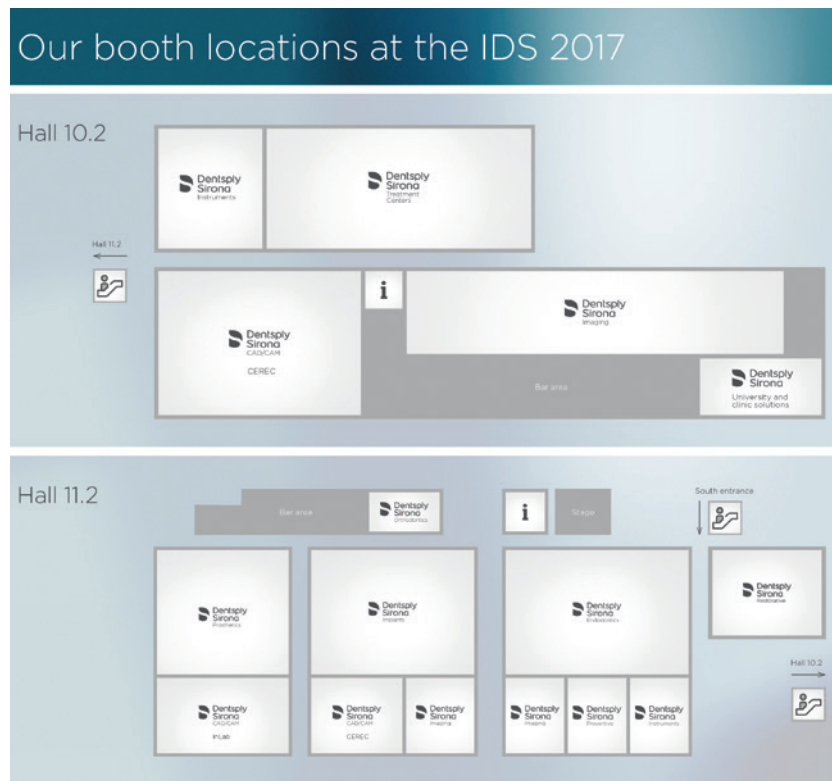 Our booth locations at the IDS 2017
Hall 10.2
Dentsply
Sirona
Instruments
Dentsply
Sirona
Treatment
Centers
Hall 11.2
Dentsply
Sirona
CAD/CAM
CEREC
i
Dentsply
Sirona
Imaging
Bar area
Dentsply
Sirona
University and
clinic solutions
Hall 11.2
Bar area
Dentsply
Sirona
Orthodontics
i
Stage
South entrance
Dentsply
Sirona
Prosthetics
Dentsply
Sirona
Implants
Dentsply
Sirona
Endodontics
Dentsply
Sirona
Restorative
Hall 10.2
Dentsply
Sirona
CAD/CAM
inLab
Dentsply
Sirona
CAD/CAM
CEREC
Dentsply
Sirona
Dentsply
Sirona
Dentsply
Sirona
Preventive
Dentsply
Sirona
Instruments